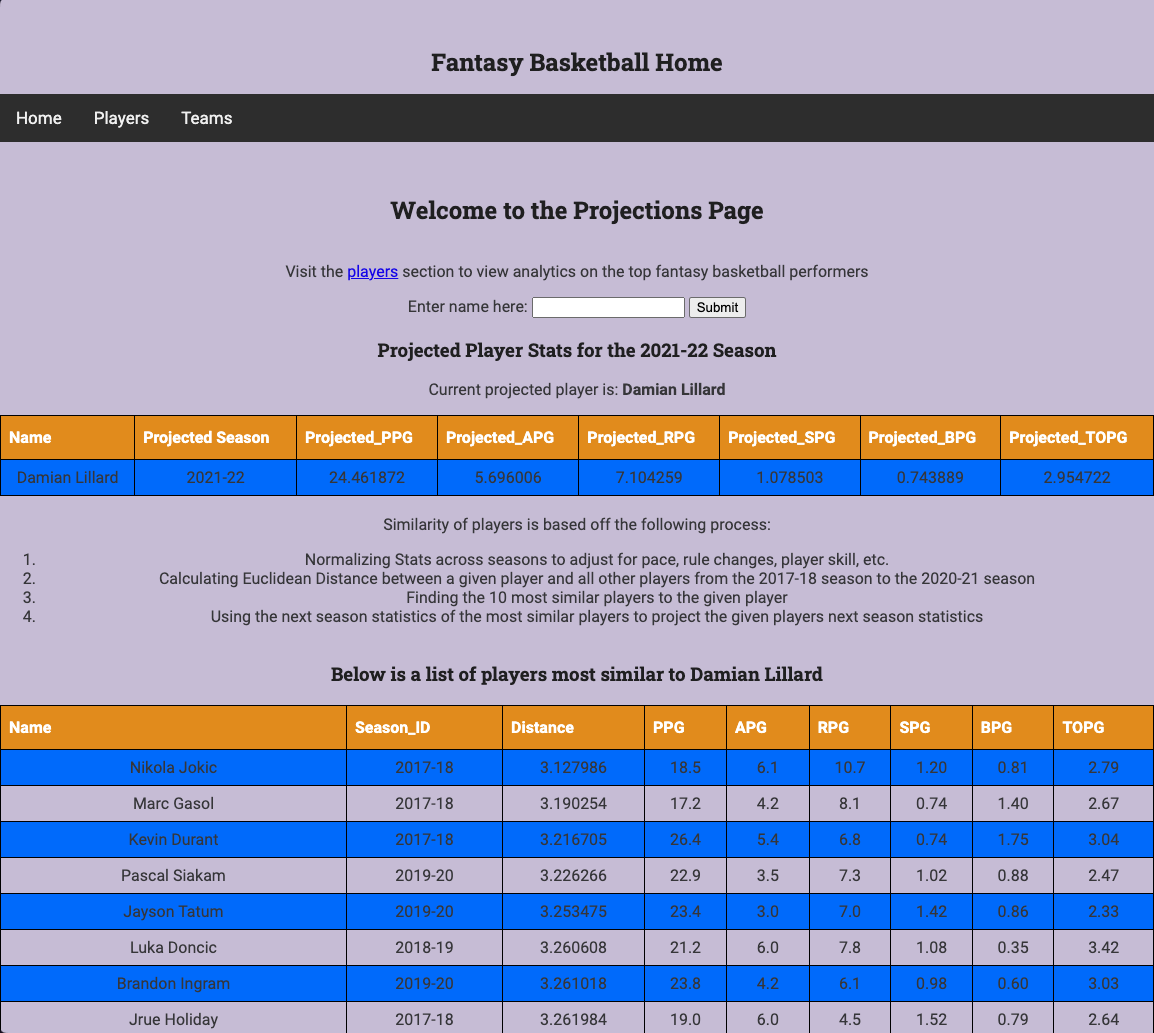 Fantasy Basketball Home
Home Players Teams
Welcome to the Projections Page
Visit the players section to view analytics on the top fantasy basketball performers
Enter name here: Submit
Projected Player Stats for the 2021-22 Season
Current projected player is: Damian Lillard
Name Projected Season Projected_PPG Projected_APG Projected_RPG Projected_SPG Projected_BPG Projected_TOPG
Damian Lillard 2021-22 24.461872 5.696006 7.104259 1.078503 0.743889 2.954722
Similarity of players is based off the following process:
1. Normalizing Stats across seasons to adjust for pace, rule changes, player skill, etc.
2. Calculating Euclidean Distance between a given player and all other players from the 2017-18 season to the 2020-21 season
3. Finding the 10 most similar players to the given player
4. Using the next season statistics of the most similar players to project the given players next season statistics
Below is a list of players most similar to Damian Lillard
Name Season_ID Distance PPG APG RPG SPG BPG TOPG
Nikola Jokic 2017-18 3.127986 18.5 6.1 10.7 1.20 0.81 2.79
Marc Gasol 2017-18 3.190254 17.2 4.2 8.1 0.74 1.40 2.67
Kevin Durant 2017-18 3.216705 26.4 5.4 6.8 0.74 1.75 3.04
Pascal Siakam 2019-20 3.226266 22.9 3.5 7.3 1.02 0.88 2.47
Jayson Tatum 2019-20 3.253475 23.4 3.0 7.0 1.42 0.86 2.33
Luka Doncic 2018-19 3.260608 21.2 6.0 7.8 1.08 0.35 3.42
Brandon Ingram 2019-20 3.261018 23.8 4.2 6.1 0.98 0.60 3.03
Jrue Holiday 2017-18 3.261984 19.0 6.0 4.5 1.52 0.79 2.64